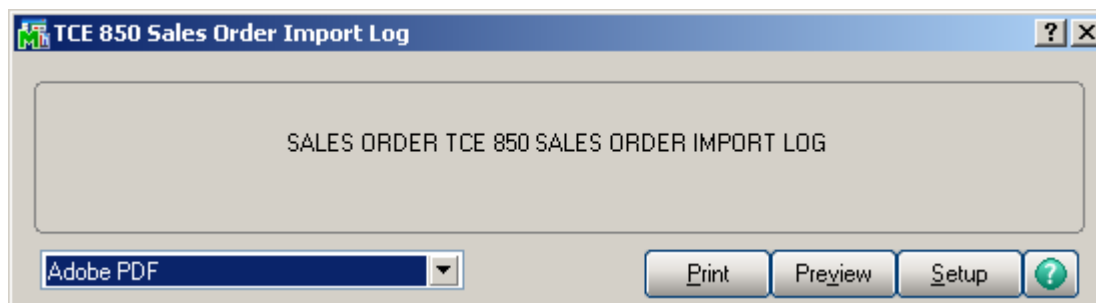 TCE 850 Sales Order Import Log
SALES ORDER TCE 850 SALES ORDER IMPORT LOG
Adobe PDF
Print
Preview
Setup